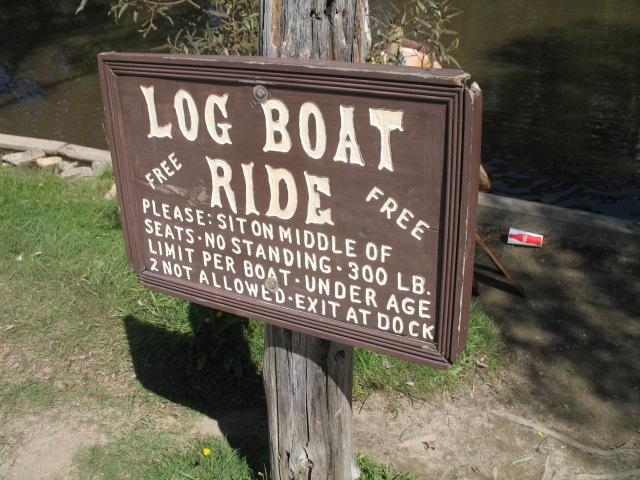 LOG BOAT
RIDE
FREE
FREE
PLEASE: SIT ON MIDDLE OF
SEATS · NO STANDING · 300 LB.
LIMIT PER BOAT · UNDER AGE
2 NOT ALLOWED · EXIT AT DOCK